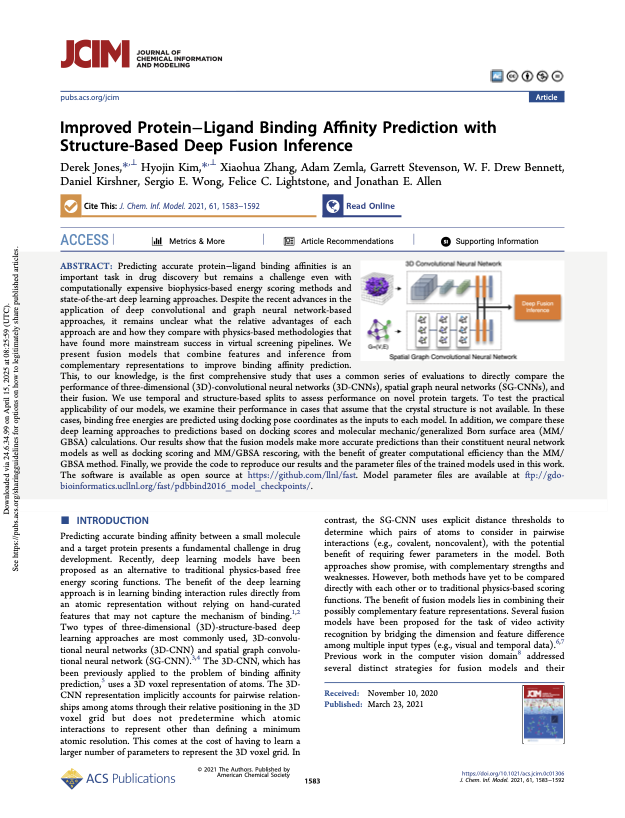 JCIM
JOURNAL OF
CHEMICAL INFORMATION
AND MODELING
pubs.acs.org/jcim
Article
Improved Protein−Ligand Binding Affinity Prediction with
Structure-Based Deep Fusion Inference
Derek Jones,*,⊥ Hyojin Kim,*,⊥ Xiaohua Zhang, Adam Zemla, Garrett Stevenson, W. F. Drew Bennett,
Daniel Kirshner, Sergio E. Wong, Felice C. Lightstone, and Jonathan E. Allen
Cite This: J. Chem. Inf. Model. 2021, 61, 1583−1592
Read Online
ACCESS
Metrics & More
Article Recommendations
Supporting Information
ABSTRACT: Predicting accurate protein−ligand binding affinities is an
important task in drug discovery but remains a challenge even with
computationally expensive biophysics-based energy scoring methods and
state-of-the-art deep learning approaches. Despite the recent advances in the
application of deep convolutional and graph neural network-based
approaches, it remains unclear what the relative advantages of each
approach are and how they compare with physics-based methodologies that
have found more mainstream success in virtual screening pipelines. We
present fusion models that combine features and inference from
complementary representations to improve binding affinity prediction.
This, to our knowledge, is the first comprehensive study that uses a common series of evaluations to directly compare the
performance of three-dimensional (3D)-convolutional neural networks (3D-CNNs), spatial graph neural networks (SG-CNNs), and
their fusion. We use temporal and structure-based splits to assess performance on novel protein targets. To test the practical
applicability of our models, we examine their performance in cases that assume that the crystal structure is not available. In these
cases, binding free energies are predicted using docking pose coordinates as the inputs to each model. In addition, we compare these
deep learning approaches to predictions based on docking scores and molecular mechanic/generalized Born surface area (MM/
GBSA) calculations. Our results show that the fusion models make more accurate predictions than their constituent neural network
models as well as docking scoring and MM/GBSA rescoring, with the benefit of greater computational efficiency than the MM/
GBSA method. Finally, we provide the code to reproduce our results and the parameter files of the trained models used in this work.
The software is available as open source at https://github.com/llnl/fast. Model parameter files are available at ftp://gdo-
bioinformatics.ucllnl.org/fast/pdbbind2016_model_checkpoints/.
3D Convolutional Neural Network
Deep Fusion
Inference
G=(V,E)
Spatial Graph Convolutional Neural Network
INTRODUCTION
Predicting accurate binding affinity between a small molecule
and a target protein presents a fundamental challenge in drug
development. Recently, deep learning models have been
proposed as an alternative to traditional physics-based free
energy scoring functions. The benefit of the deep learning
approach is in learning binding interaction rules directly from
an atomic representation without relying on hand-curated
features that may not capture the mechanism of binding.1,2
Two types of three-dimensional (3D)-structure-based deep
learning approaches are most commonly used, 3D-convolu-
tional neural networks (3D-CNN) and spatial graph convolu-
tional neural network (SG-CNN).3,4 The 3D-CNN, which has
been previously applied to the problem of binding affinity
prediction,5 uses a 3D voxel representation of atoms. The 3D-
CNN representation implicitly accounts for pairwise relation-
ships among atoms through their relative positioning in the 3D
voxel grid but does not predetermine which atomic
interactions to represent other than defining a minimum
atomic resolution. This comes at the cost of having to learn a
larger number of parameters to represent the 3D voxel grid. In
contrast, the SG-CNN uses explicit distance thresholds to
determine which pairs of atoms to consider in pairwise
interactions (e.g., covalent, noncovalent), with the potential
benefit of requiring fewer parameters in the model. Both
approaches show promise, with complementary strengths and
weaknesses. However, both methods have yet to be compared
directly with each other or to traditional physics-based scoring
functions. The benefit of fusion models lies in combining their
possibly complementary feature representations. Several fusion
models have been proposed for the task of video activity
recognition by bridging the dimension and feature difference
among multiple input types (e.g., visual and temporal data).6,7
Previous work in the computer vision domain8 addressed
several distinct strategies for fusion models and their
Received: November 10, 2020
Published: March 23, 2021
JCIM
ACS Publications
© 2021 The Authors. Published by
American Chemical Society
1583
https://doi.org/10.1021/acs.jcim.0c01306
J. Chem. Inf. Model. 2021, 61, 1583−1592
Downloaded via 24.6.34.99 on April 15, 2025 at 08:25:59 (UTC).
See https://pubs.acs.org/sharingguidelines for options on how to legitimately share published articles.